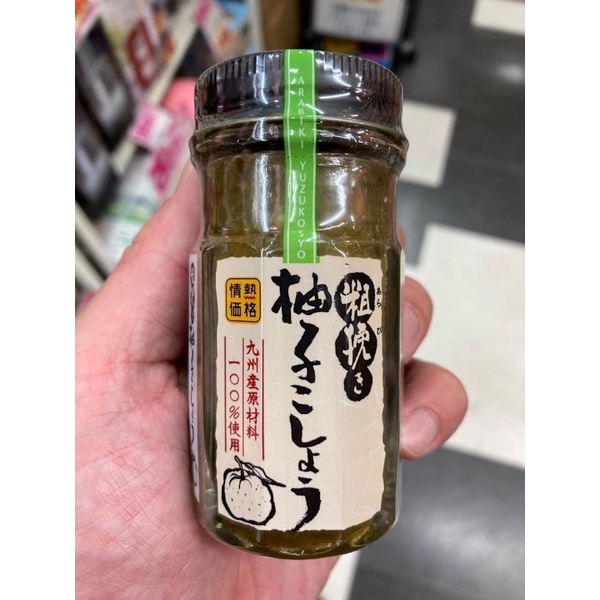 ARABIKI YUZUKOSYO
粗挽き
あらび
柚子こしょう
情熱
価格
九州産原材料
一〇〇%使用